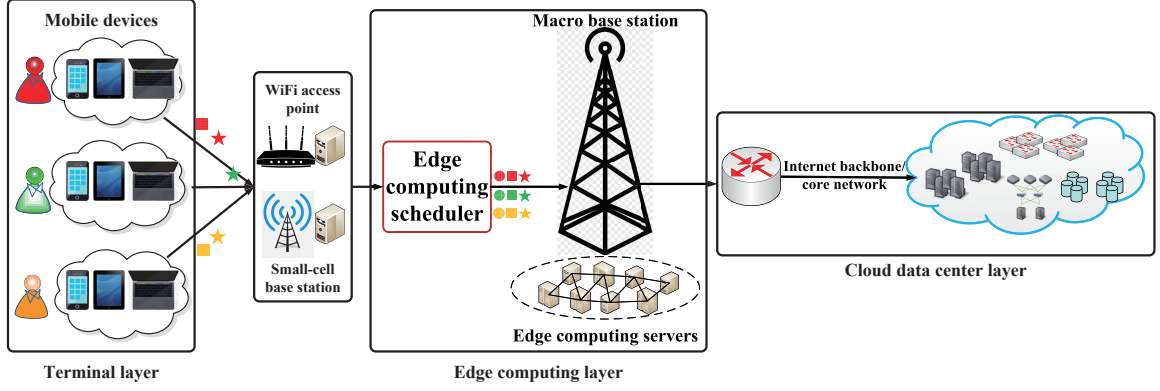 Mobile devices
WiFi access
point
Small-cell
base station
Edge
computing
scheduler
Macro base station
Edge computing servers
Internet backbone/
core network
Cloud data center layer
Terminal layer
Edge computing layer